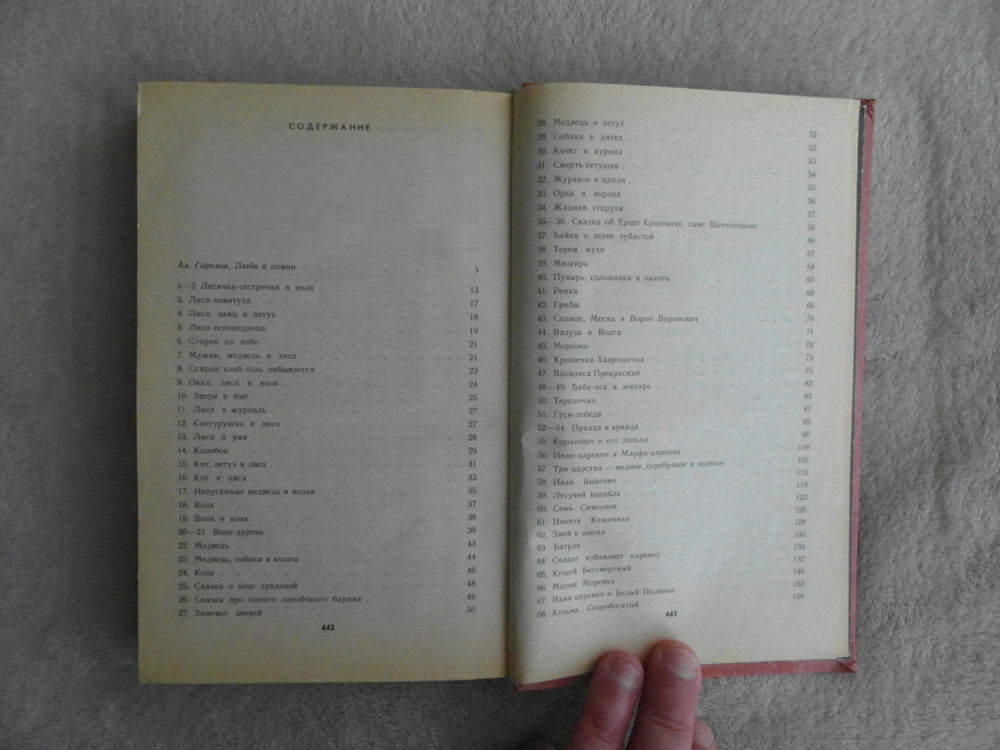 СОДЕРЖАНИЕ
Ал. Горелов. Люби и помни 3
1—2 Лисичка-сестричка и волк 13
3. Лиса-повитуха 17
4. Лиса, заяц и петух 18
5. Лиса-исповедница 19
6. Старик на небе 21
7. Мужик, медведь и лиса 21
8. Старая хлеб-соль забывается 23
9. Овца, лиса и волк 24
10. Звери в яме 25
11. Лиса и журавль 27
12. Снегурушка и лиса 27
13. Лиса и рак 28
14. Колобок 29
15. Кот, петух и лиса 31
16. Кот и лиса 33
17. Напуганные медведь и волки 35
18. Волк 37
19. Волк и коза 38
20—21. Волк-дурень 39
22. Медведь 43
23. Медведь, собака и кошка 44
24. Коза 46
25. Сказка о козе лупленой 48
26. Сказка про одного однобокого барана 49
27. Зимовье зверей 50
442
28. Медведь и петух 52
29. Собака и дятел 52
30. Кочет и курица 53
31. Смерть петушка 54
32. Журавль и цапля 55
33. Орел и ворона 56
34. Жадная старуха 57
35—36. Сказка об Ерше Ершовиче, сыне Щетинникове 58
37. Байка о щуке зубастой 66
38. Терем мухи 67
39. Мизгирь 68
40. Пузырь, соломинка и лапоть 69
41. Репка 69
42. Грибы 69
43. Солнце, Месяц и Ворон Воронович 70
44. Вазуза и Волга 71
45. Морозко 72
46. Крошечка-Хаврошечка 73
47. Василиса Прекрасная 75
48—49. Баба-яга и жихарь 82
50. Терешечка 85
51. Гуси-лебеди 87
52—54. Правда и кривда 89
55. Королевич и его дядька 96
56. Иван-царевич и Марфа-царевна 100
57. Три царства — медное, серебряное и золотое 105
58. Иван Быкович 110
59. Летучий корабль 119
60. Семь Симеонов 123
61. Никита Кожемяка 126
62. Змей и цыган 128
63. Батрак 130
64. Солдат избавляет царевну 133
65. Кощей Бессмертный 137
66. Марья Моревна 146
67. Иван-царевич и Белый Полянин 153
68. Козьма Скоробогатый 158
443